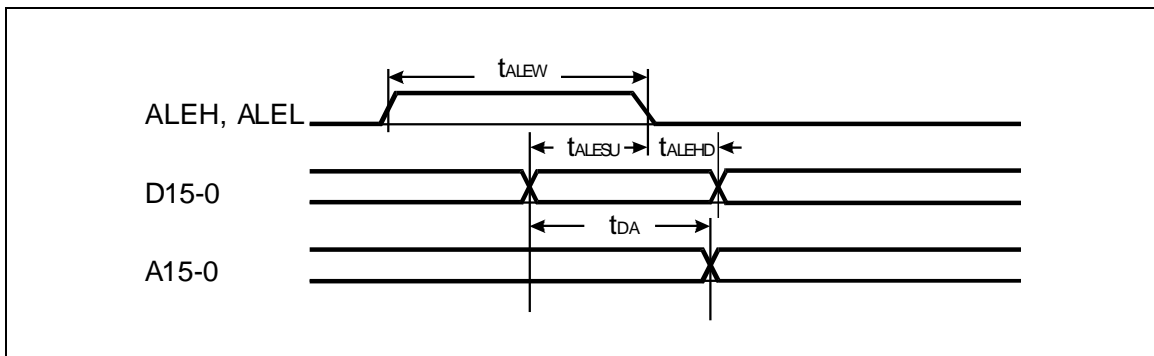 tALEW
ALEH, ALEL
tALESU
tALEHD
D15-0
tDA
A15-0